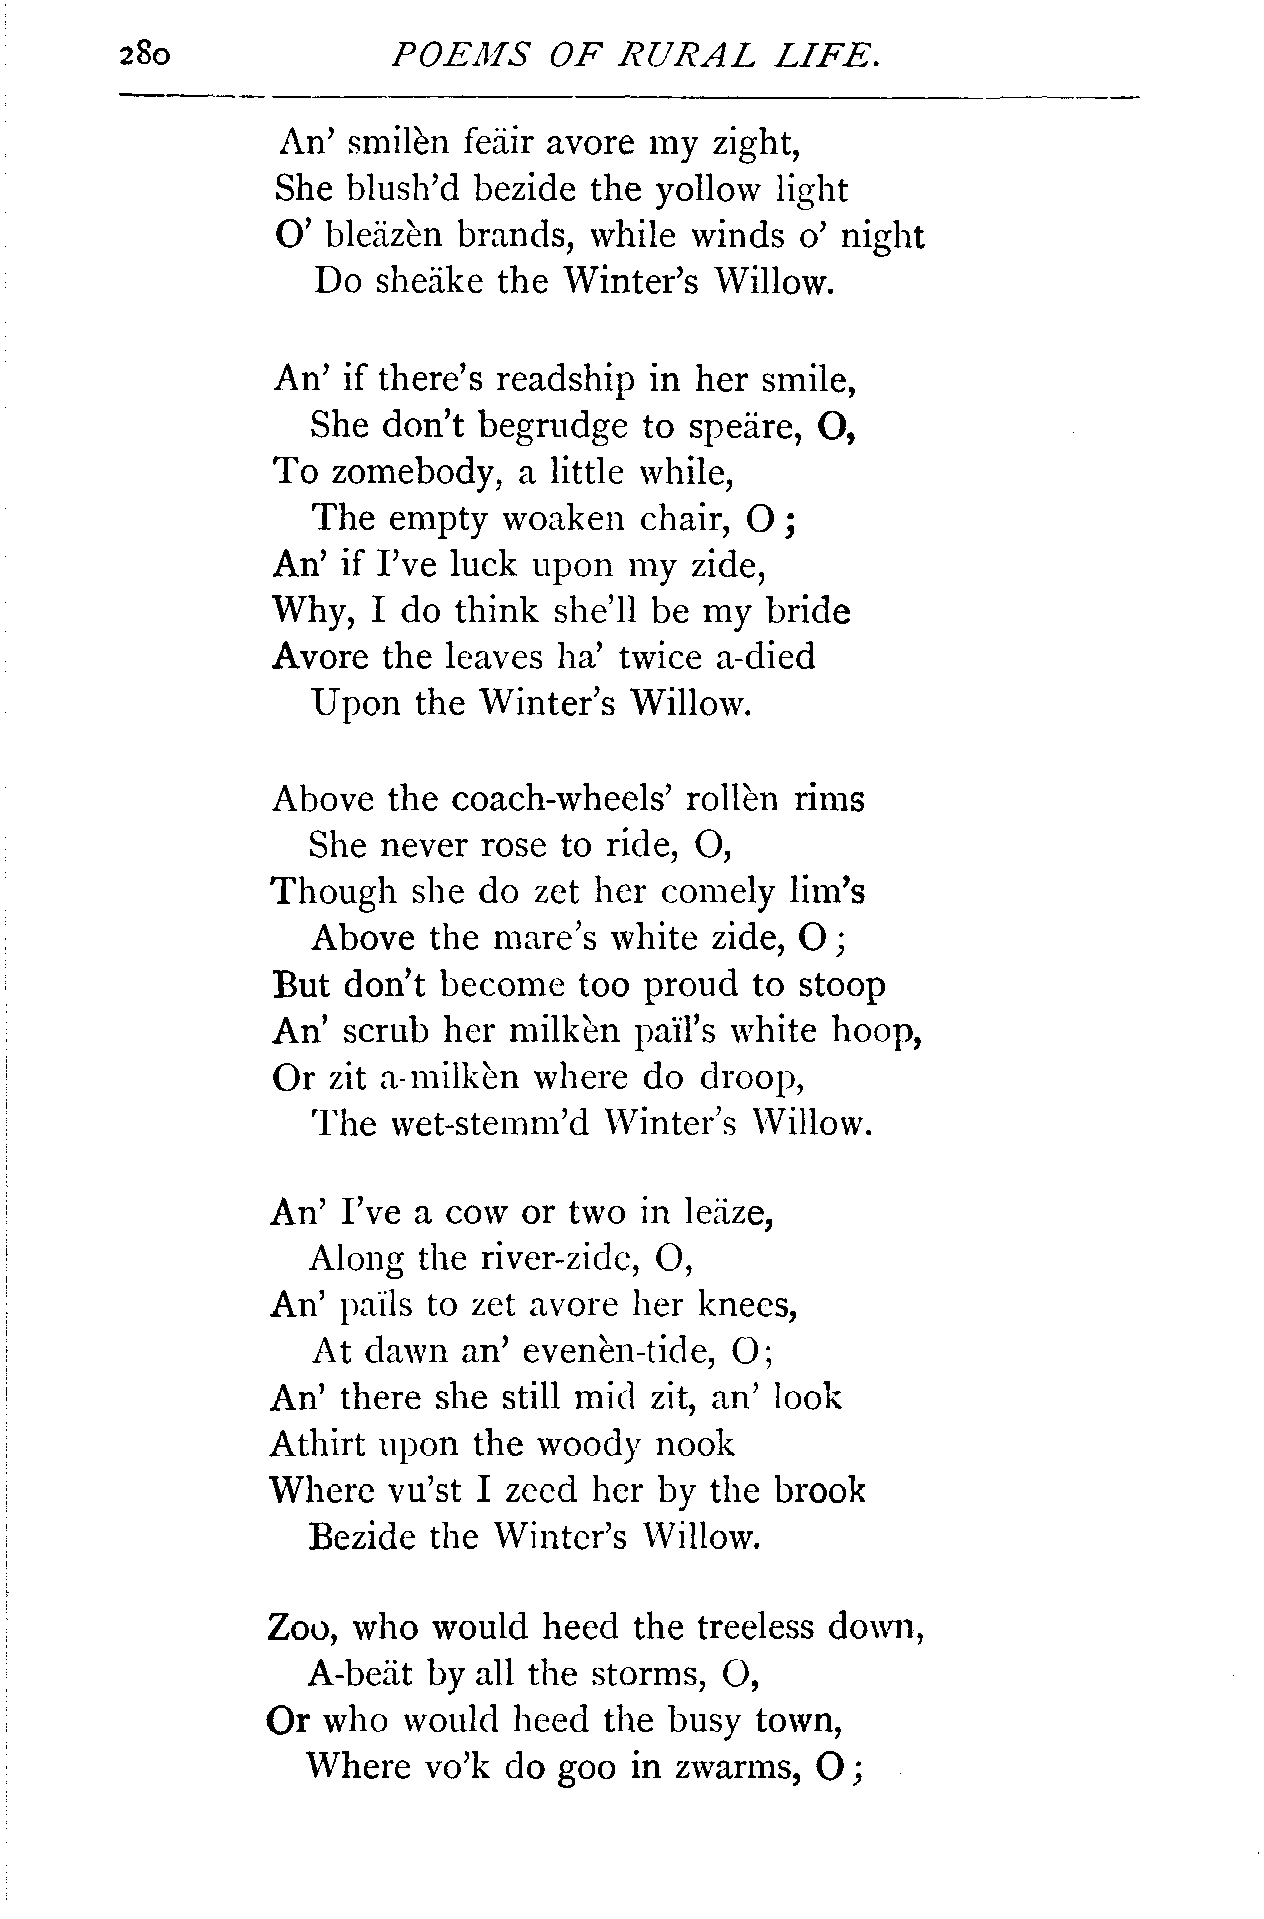 280 POEMS OF RURAL LIFE.
An' smilèn feäir avore my zight,
She blush'd bezide the yollow light
O' bleäzèn brands, while winds o' night
Do sheäke the Winter's Willow.
An' if there's readship in her smile,
She don't begrudge to speäre, O,
To zomebody, a little while,
The empty woaken chair, O ;
An' if I've luck upon my zide,
Why, I do think she'll be my bride
Avore the leaves ha' twice a-died
Upon the Winter's Willow.
Above the coach-wheels' rollèn rims
She never rose to ride, O,
Though she do zet her comely lim's
Above the mare's white zide, O ;
But don't become too proud to stoop
An' scrub her milkèn païl's white hoop,
Or zit a-milkèn where do droop,
The wet-stemm'd Winter's Willow.
An' I've a cow or two in leäze,
Along the river-zide, O,
An' païls to zet avore her knees,
At dawn an' evenèn-tide, O;
An' there she still mid zit, an' look
Athirt upon the woody nook
Where vu'st I zeed her by the brook
Bezide the Winter's Willow.
Zoo, who would heed the treeless down,
A-beät by all the storms, O,
Or who would heed the busy town,
Where vo'k do goo in zwarms, O ;